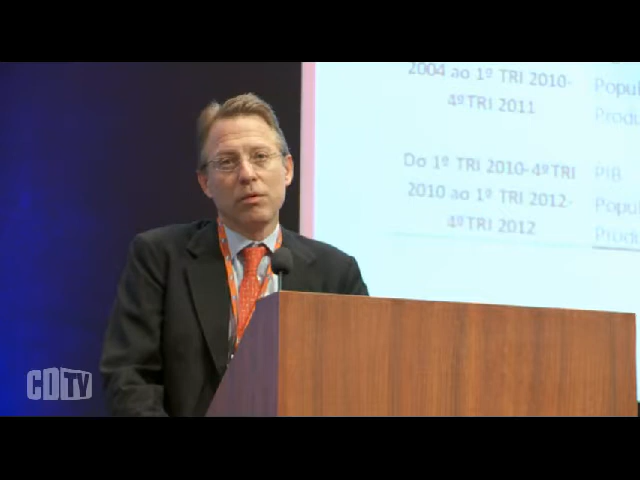 2004 ao 1º TRI 2010-
4ºTRI 2011
Popul
Produ
Do 1º TRI 2010-4ºTRI
2010 ao 1º TRI 2012-
4ºTRI 2012
PIB
Popul
Produ
CDTV